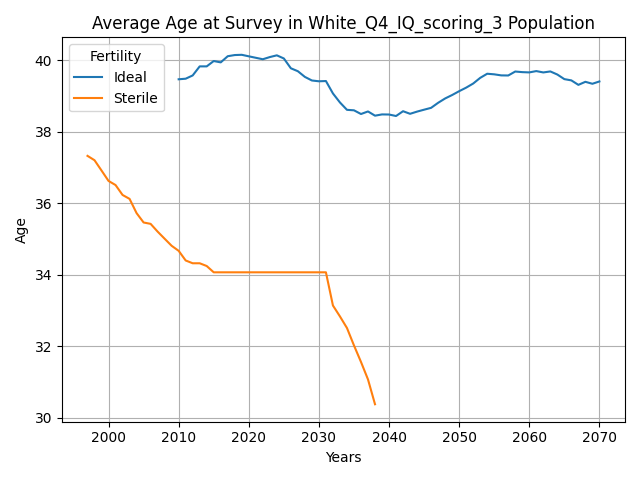 Average Age at Survey in White_Q4_IQ_scoring_3 Population
Fertility
Ideal
Sterile
Age
40
38
36
34
32
30
2000 2010 2020 2030 2040 2050 2060 2070
Years